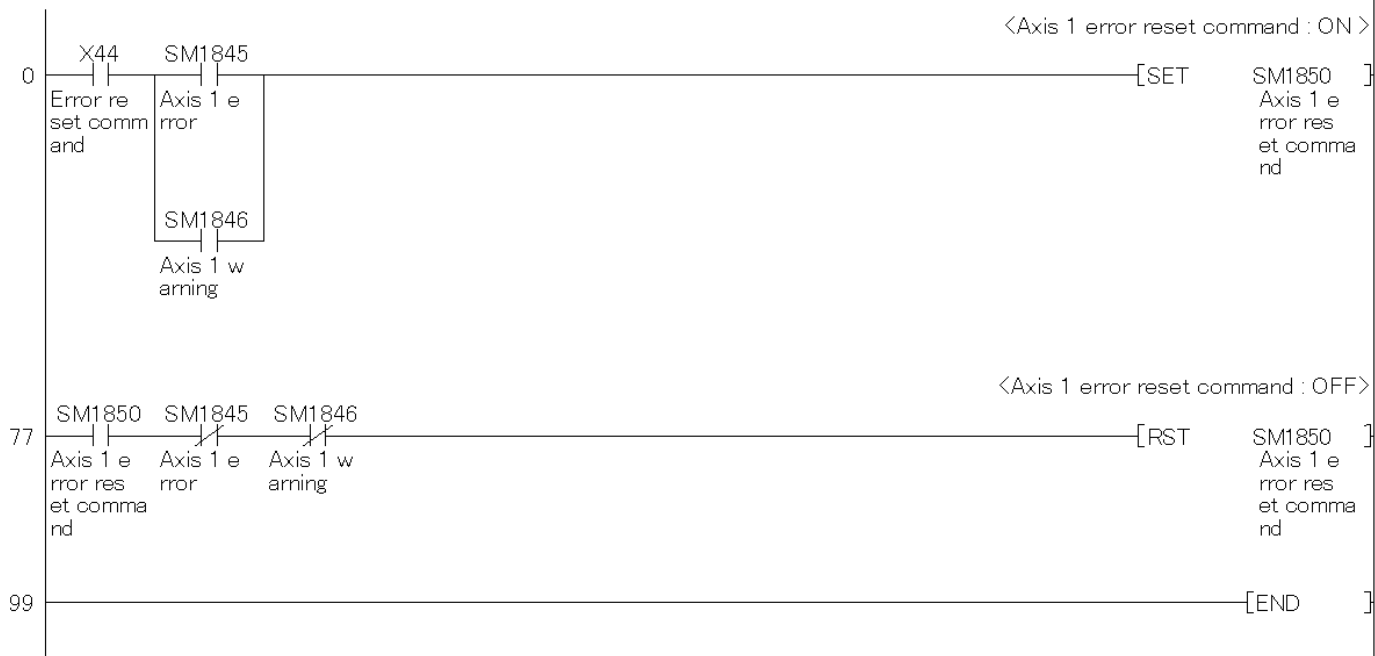 <Axis 1 error reset command : ON >
X44 SM1845
0 [SET SM1850 ]
Error re Axis 1 e Axis 1 e
set comm rror rror res
and et comma
nd
SM1846
Axis 1 w
arning
<Axis 1 error reset command : OFF>
SM1850 SM1845 SM1846
77 [RST SM1850 ]
Axis 1 e Axis 1 e Axis 1 w Axis 1 e
rror res rror arning rror res
et comma et comma
nd nd
99 [END ]